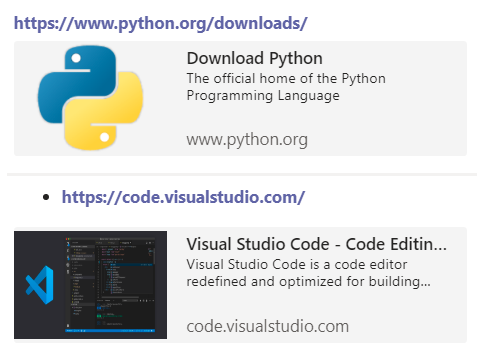 https://www.python.org/downloads/
Download Python
The official home of the Python
Programming Language
www.python.org
https://code.visualstudio.com/
Visual Studio Code - Code Editin...
Visual Studio Code is a code editor
redefined and optimized for building...
code.visualstudio.com